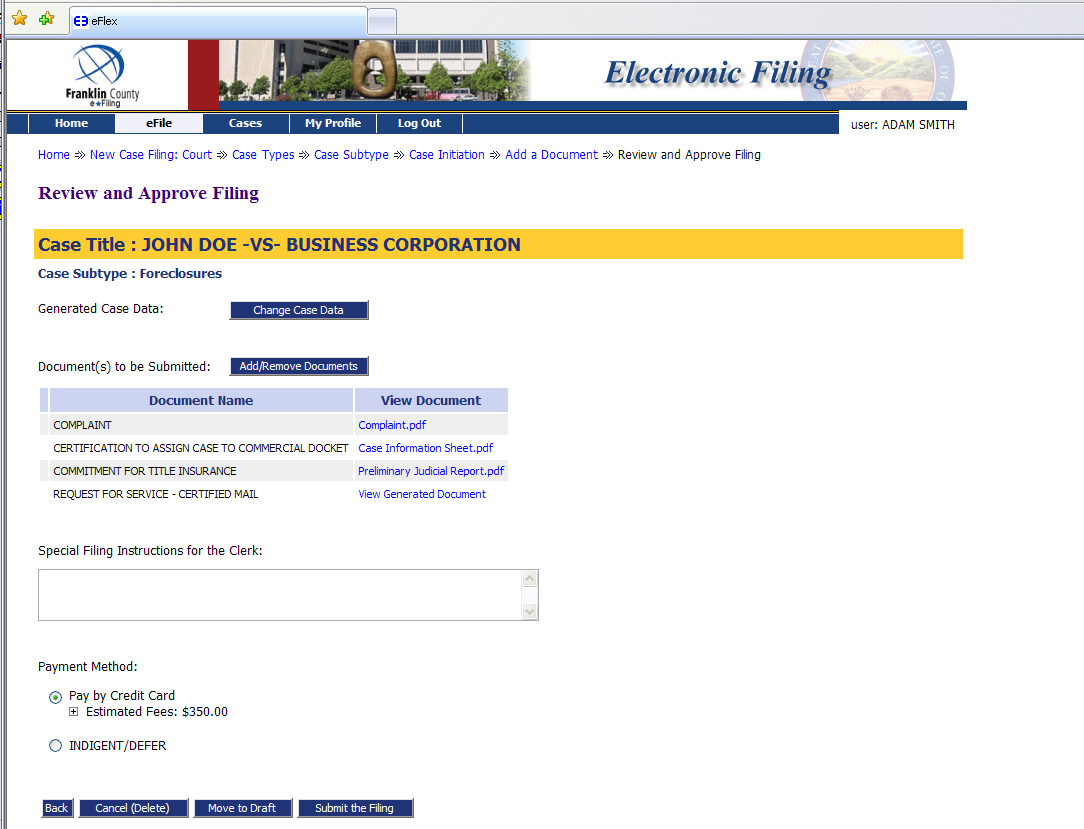 eFlex
Franklin County
e★Filing
Electronic Filing
Home eFile Cases My Profile Log Out user: ADAM SMITH
Home ⇒ New Case Filing: Court ⇒ Case Types ⇒ Case Subtype ⇒ Case Initiation ⇒ Add a Document ⇒ Review and Approve Filing
Review and Approve Filing
Case Title : JOHN DOE -VS- BUSINESS CORPORATION
Case Subtype : Foreclosures
Generated Case Data: Change Case Data
Document(s) to be Submitted: Add/Remove Documents
Document Name View Document
COMPLAINT Complaint.pdf
CERTIFICATION TO ASSIGN CASE TO COMMERCIAL DOCKET Case Information Sheet.pdf
COMMITMENT FOR TITLE INSURANCE Preliminary Judicial Report.pdf
REQUEST FOR SERVICE - CERTIFIED MAIL View Generated Document
Special Filing Instructions for the Clerk:
Payment Method:
Pay by Credit Card
Estimated Fees: $350.00
INDIGENT/DEFER
Back Cancel (Delete) Move to Draft Submit the Filing